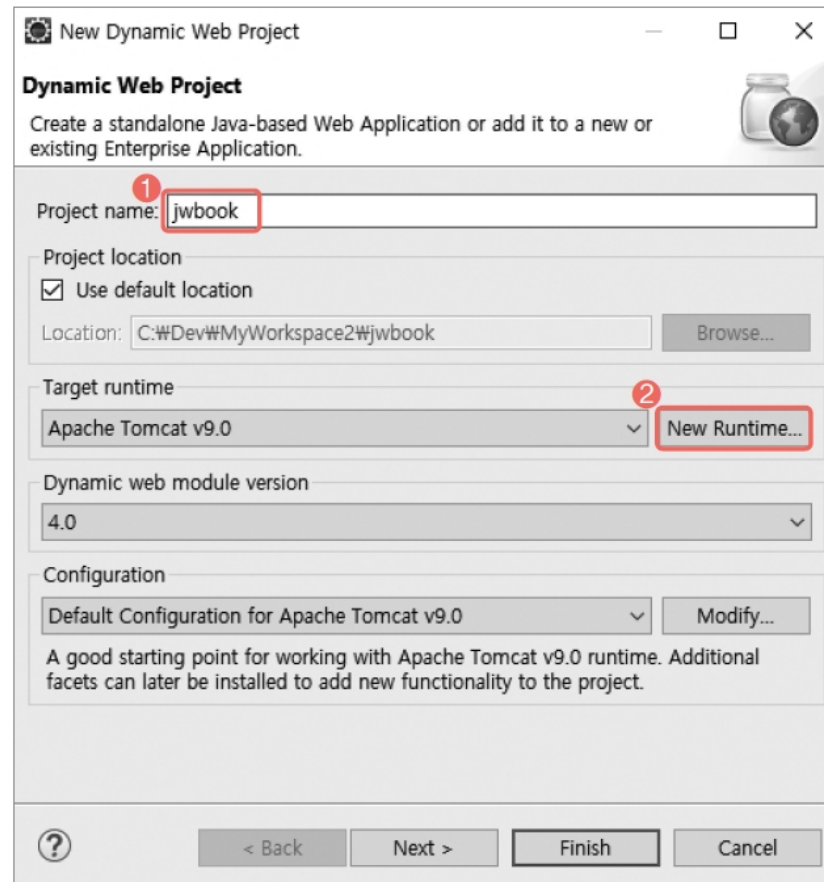 New Dynamic Web Project
Dynamic Web Project
Create a standalone Java-based Web Application or add it to a new or
existing Enterprise Application.
1
Project name: jwbook
Project location
Use default location
Location: C:₩Dev₩MyWorkspace2₩jwbook Browse...
Target runtime
2
Apache Tomcat v9.0 New Runtime...
Dynamic web module version
4.0
Configuration
Default Configuration for Apache Tomcat v9.0 Modify...
A good starting point for working with Apache Tomcat v9.0 runtime. Additional
facets can later be installed to add new functionality to the project.
? < Back Next > Finish Cancel